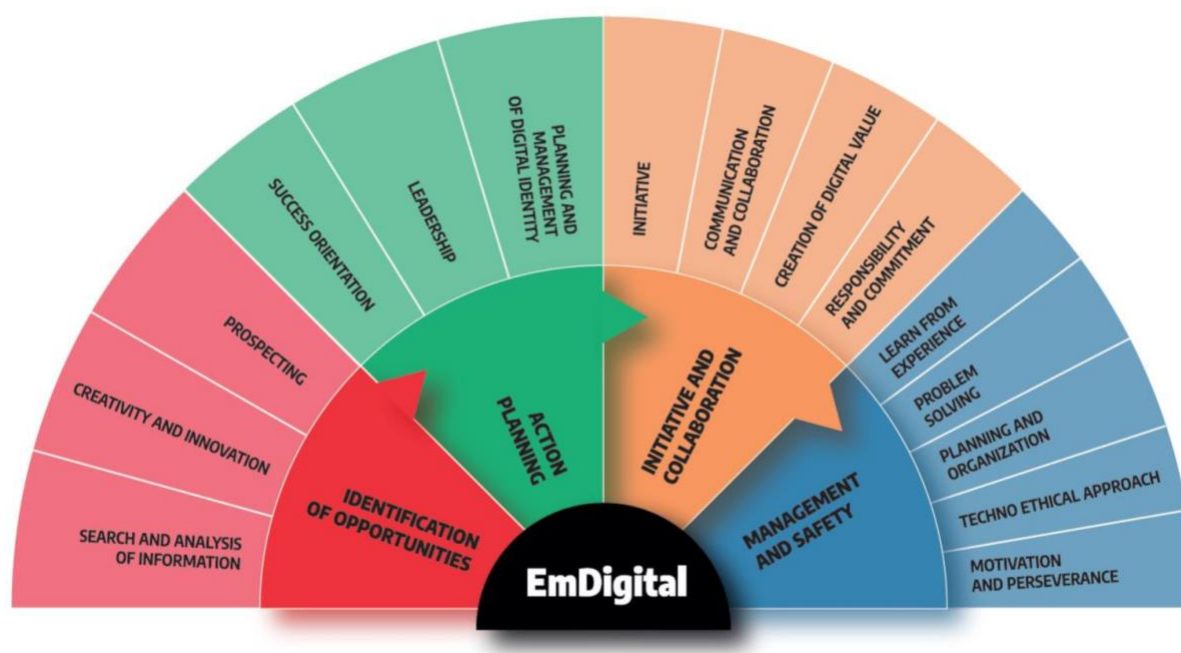 SEARCH AND ANALYSIS
OF INFORMATION
CREATIVITY AND INNOVATION
PROSPECTING
IDENTIFICATION
OF OPPORTUNITIES
SUCCESS ORIENTATION
LEADERSHIP
PLANNING AND
MANAGEMENT
OF DIGITAL IDENTITY
ACTION
PLANNING
INITIATIVE
COMMUNICATION
AND COLLABORATION
CREATION OF DIGITAL VALUE
RESPONSIBILITY
AND COMMITMENT
INITIATIVE AND
COLLABORATION
LEARN FROM
EXPERIENCE
PROBLEM
SOLVING
PLANNING AND
ORGANIZATION
TECHNO ETHICAL APPROACH
MOTIVATION
AND PERSEVERANCE
MANAGEMENT
AND SAFETY
EmDigital